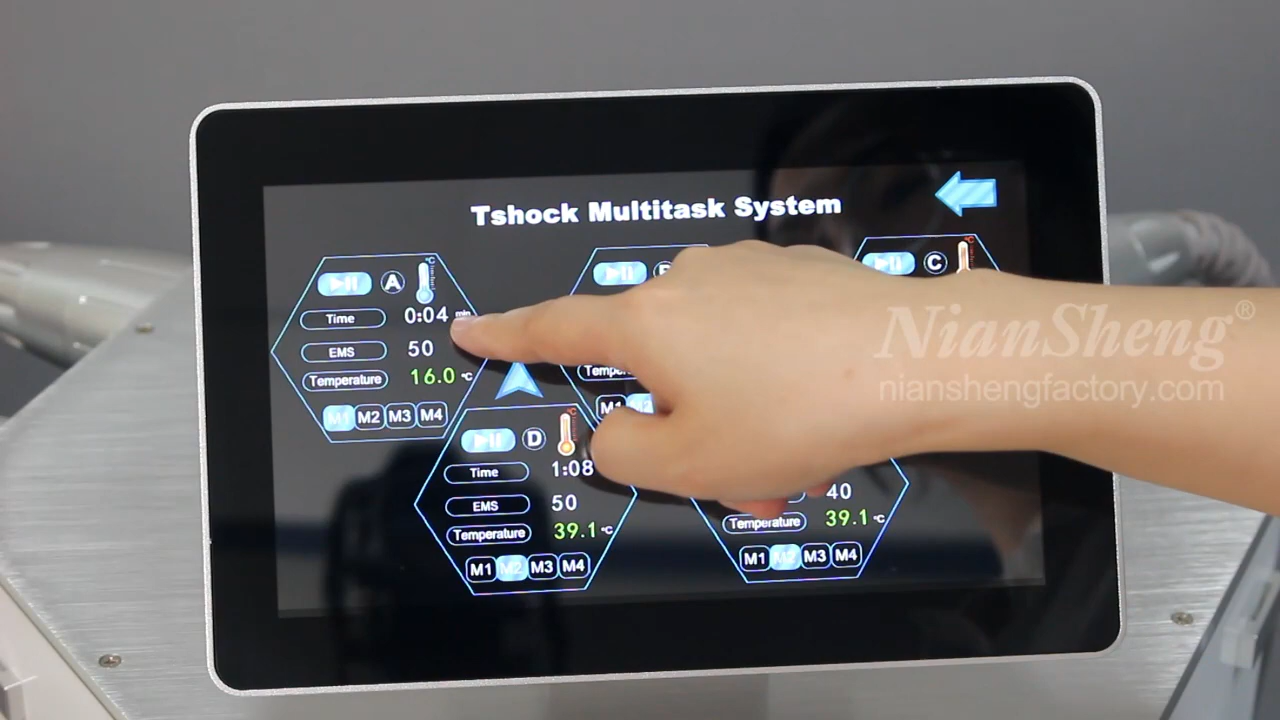 Tshock Multitask System
A °C
Time 0:04 min
EMS 50
Temperature 16.0 °C
M1 M2 M3 M4
C °C
NianSheng®
nianshengfactory.com
D °C
Time 1:08
EMS 50
Temperature 39.1 °C
M1 M2 M3 M4
40
Temperature 39.1 °C
M1 M2 M3 M4